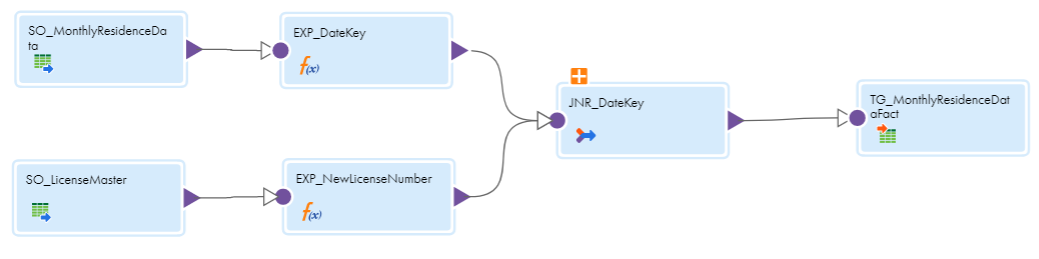 SO_MonthlyResidenceDa
ta
EXP_DateKey
f(x)
JNR_DateKey
TG_MonthlyResidenceDat
aFact
SO_LicenseMaster
EXP_NewLicenseNumber
f(x)